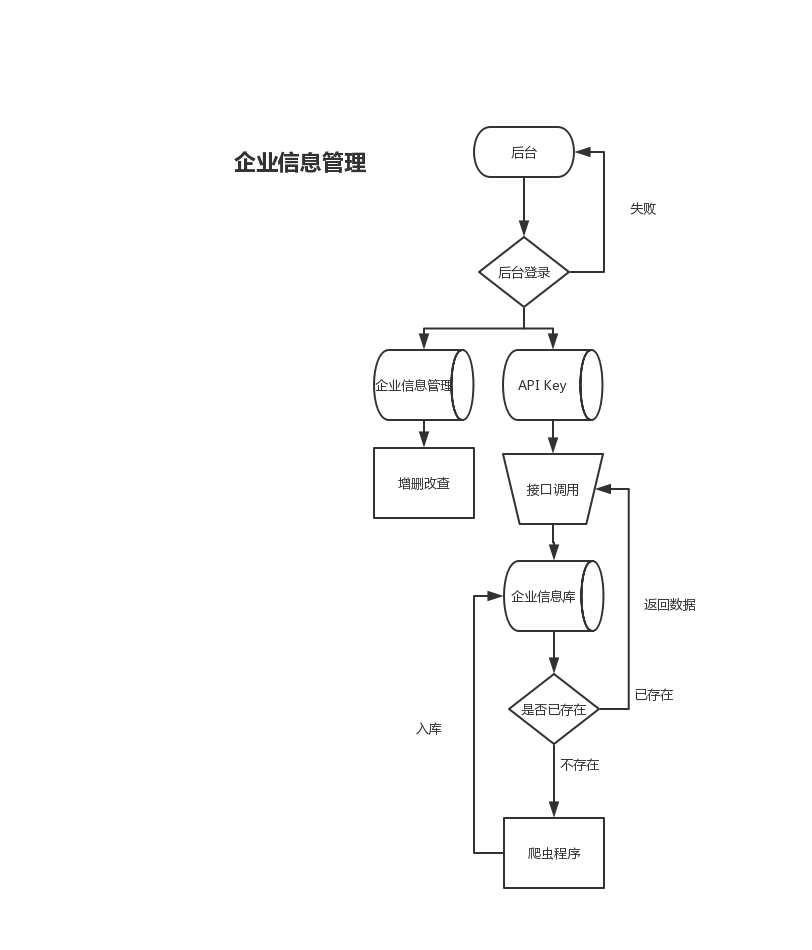 企业信息管理
后台
失败
后台登录
企业信息管理
API Key
增删改查
接口调用
企业信息库
返回数据
已存在
是否已存在
入库
不存在
爬虫程序